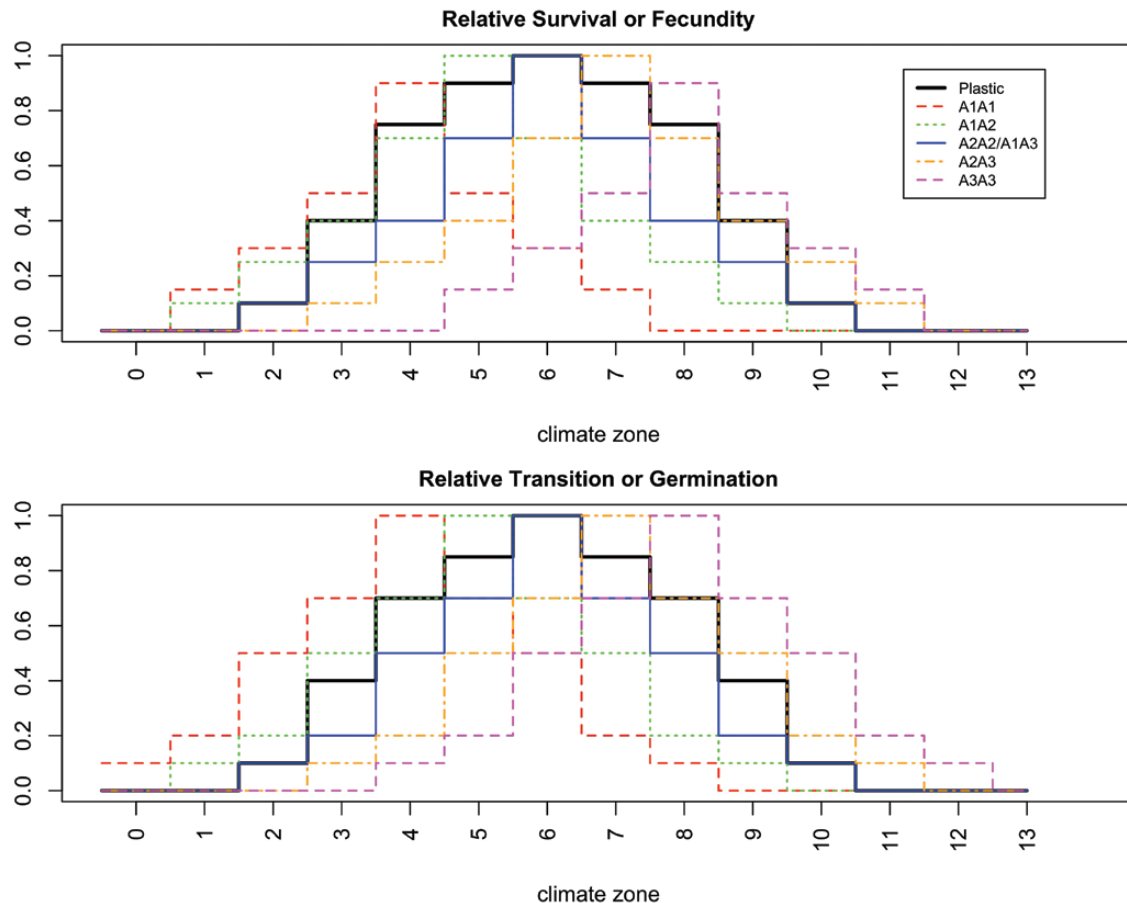 Relative Survival or Fecundity
1.0
0.8
0.6
0.4
0.2
0.0
Plastic
A1A1
A1A2
A2A2/A1A3
A2A3
A3A3
0 1 2 3 4 5 6 7 8 9 10 11 12 13
climate zone
Relative Transition or Germination
1.0
0.8
0.6
0.4
0.2
0.0
0 1 2 3 4 5 6 7 8 9 10 11 12 13
climate zone